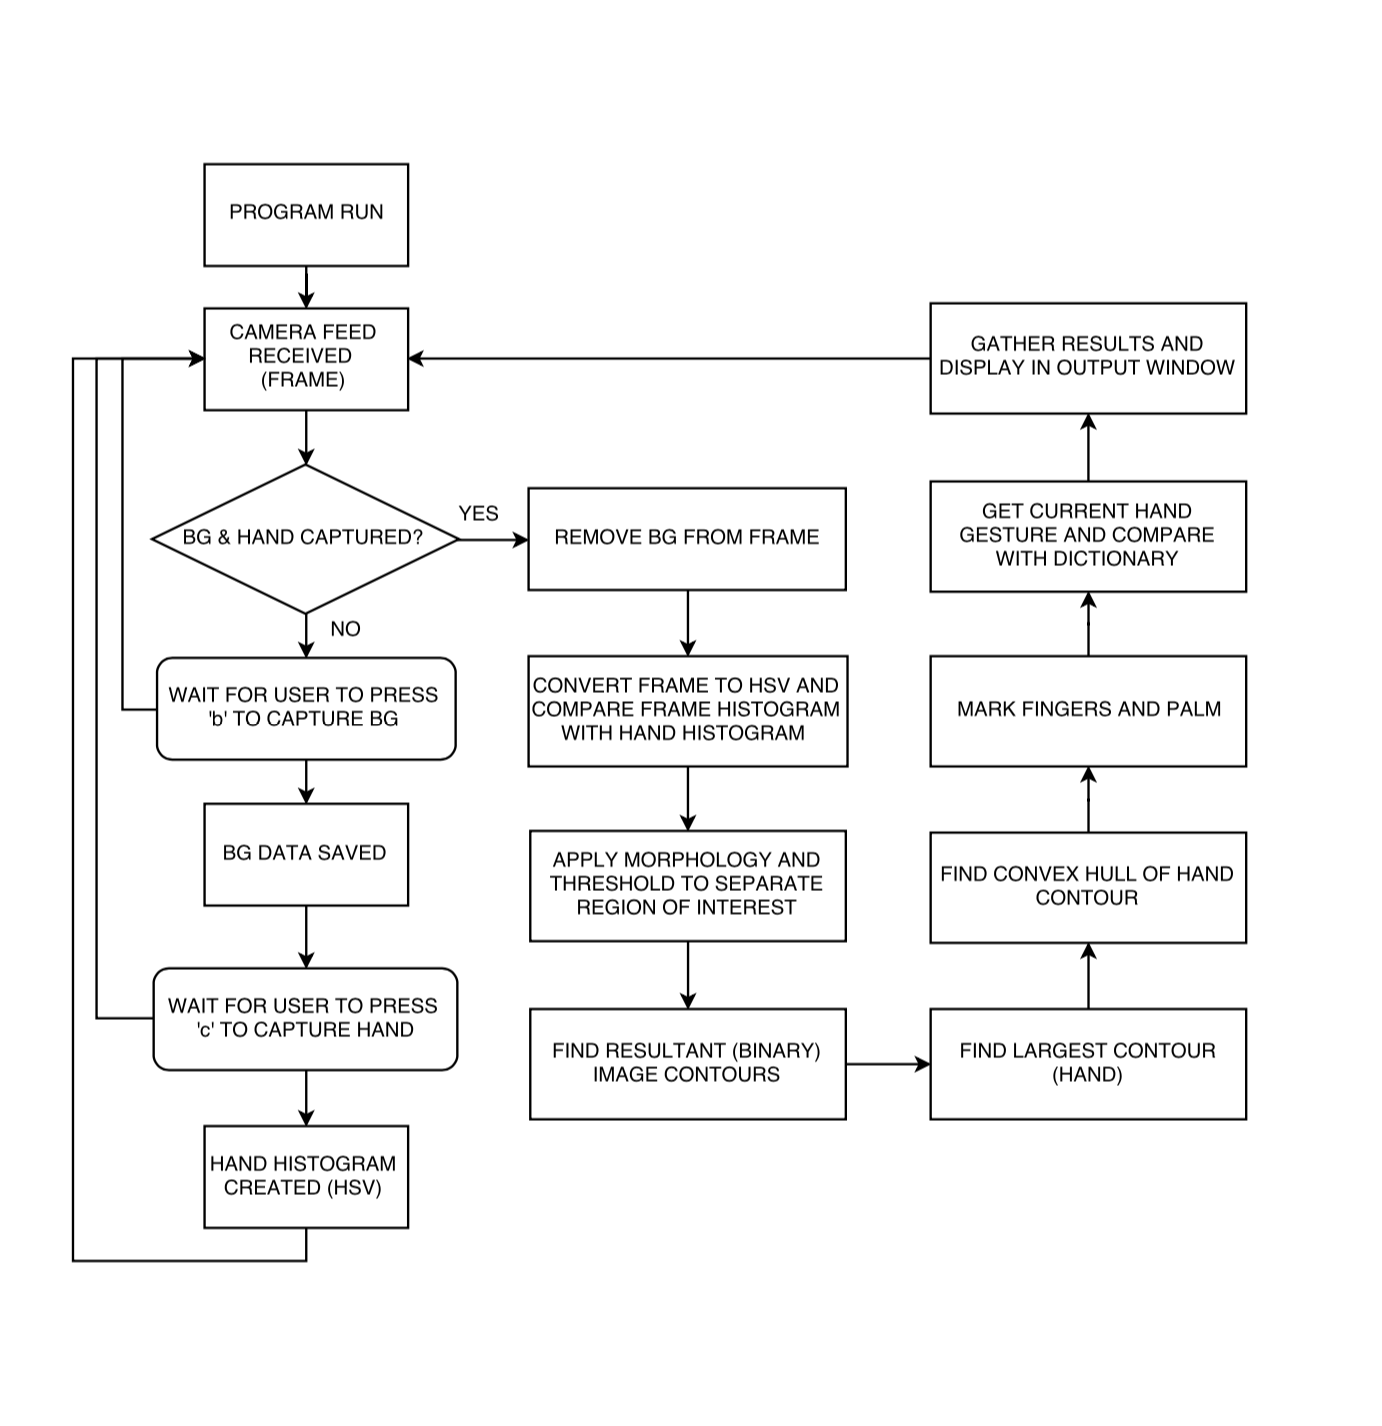 PROGRAM RUN
CAMERA FEED
RECEIVED
(FRAME)
BG & HAND CAPTURED?
YES
NO
WAIT FOR USER TO PRESS
'b' TO CAPTURE BG
BG DATA SAVED
WAIT FOR USER TO PRESS
'c' TO CAPTURE HAND
HAND HISTOGRAM
CREATED (HSV)
REMOVE BG FROM FRAME
CONVERT FRAME TO HSV AND
COMPARE FRAME HISTOGRAM
WITH HAND HISTOGRAM
APPLY MORPHOLOGY AND
THRESHOLD TO SEPARATE
REGION OF INTEREST
FIND RESULTANT (BINARY)
IMAGE CONTOURS
FIND LARGEST CONTOUR
(HAND)
FIND CONVEX HULL OF HAND
CONTOUR
MARK FINGERS AND PALM
GET CURRENT HAND
GESTURE AND COMPARE
WITH DICTIONARY
GATHER RESULTS AND
DISPLAY IN OUTPUT WINDOW